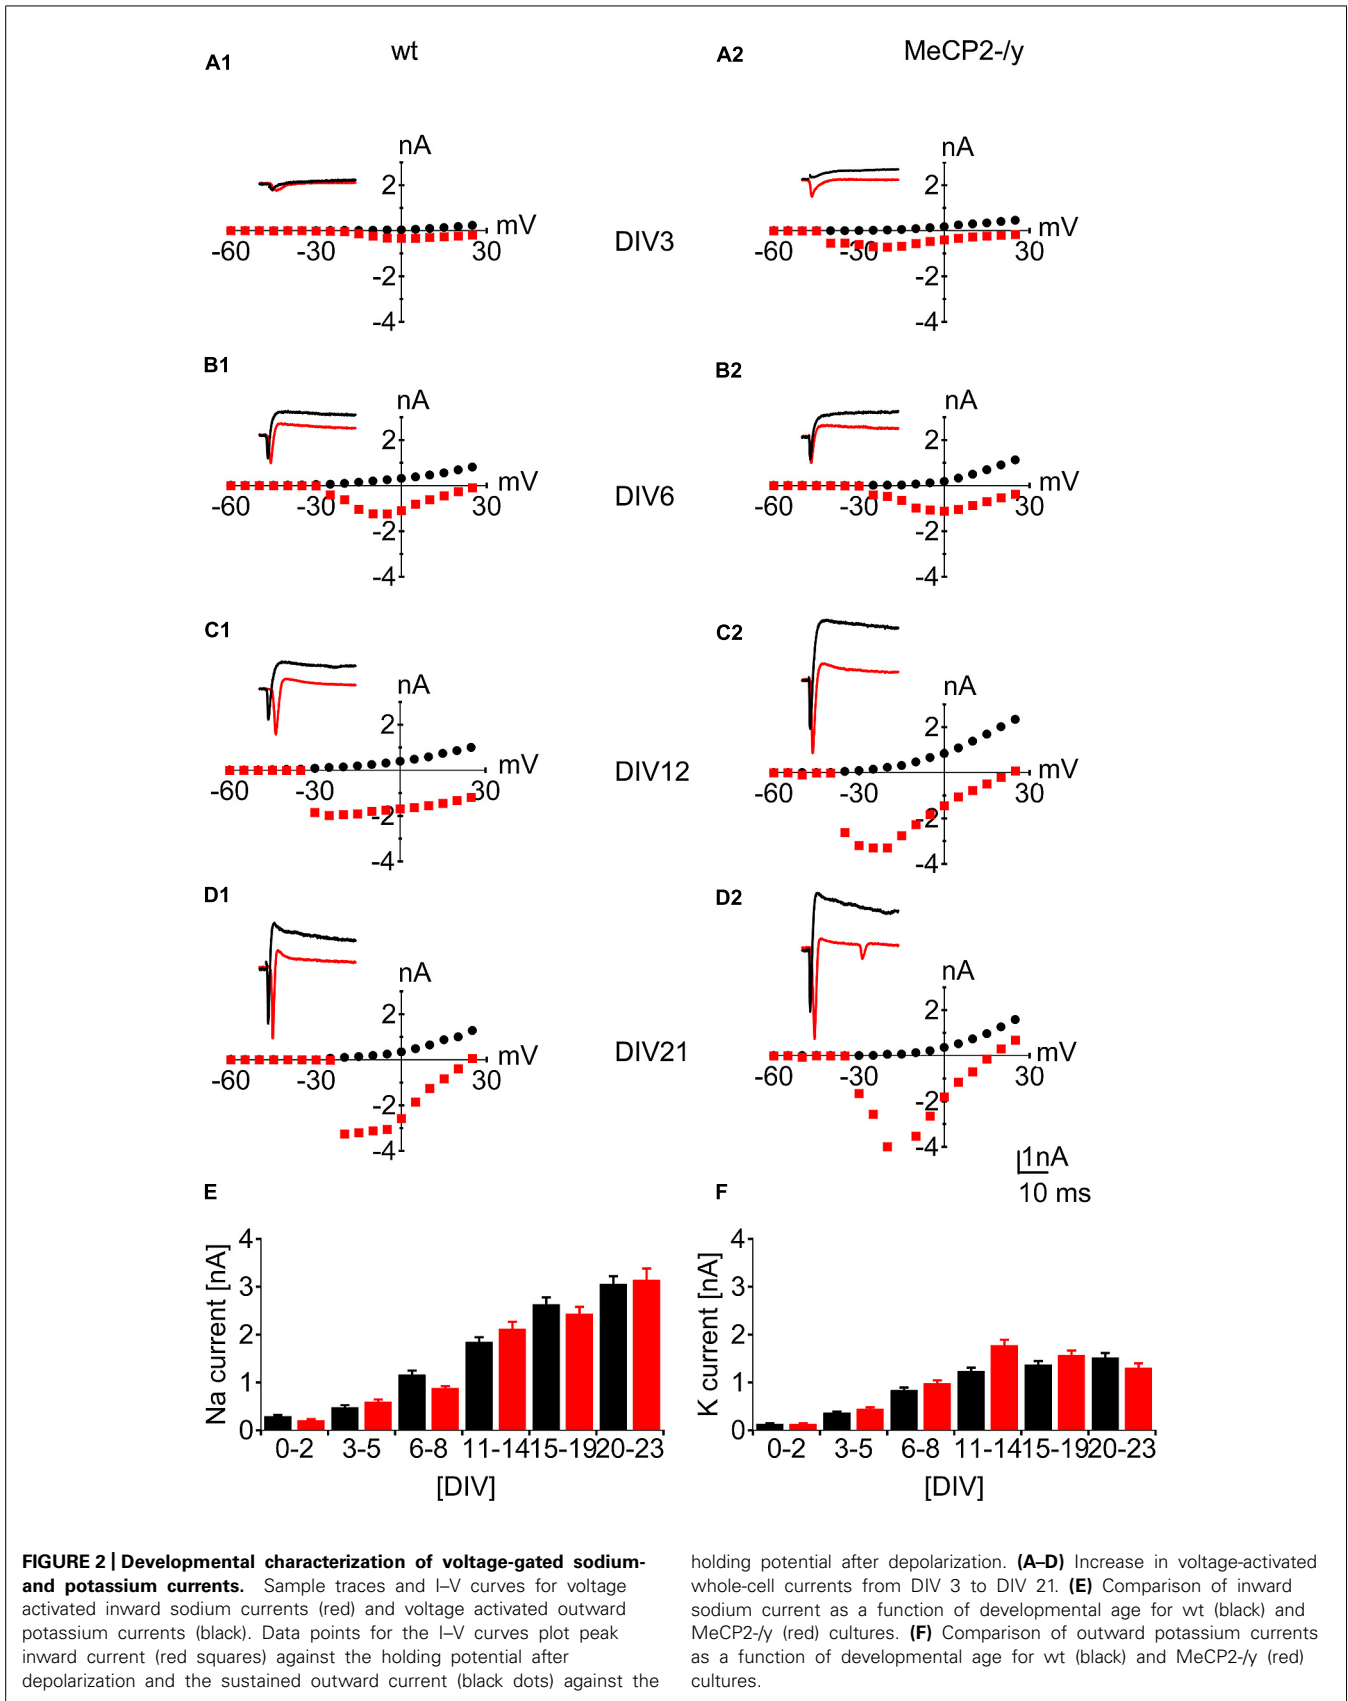 A1
wt
A2
MeCP2-/y
nA
2
mV
-60
-30
30
-2
-4
DIV3
nA
2
mV
-60
-30
30
-2
-4
B1
nA
2
mV
-60
-30
30
-2
-4
DIV6
B2
nA
2
mV
-60
-30
30
-2
-4
C1
nA
2
mV
-60
-30
30
-2
-4
DIV12
C2
nA
2
mV
-60
-30
30
-2
-4
D1
nA
2
mV
-60
-30
30
-2
-4
DIV21
D2
nA
2
mV
-60
-30
30
-2
-4
1nA
10 ms
E
Na current [nA]
4
3
2
1
0
0-2 3-5 6-8 11-14 15-19 20-23
[DIV]
F
K current [nA]
4
3
2
1
0
0-2 3-5 6-8 11-14 15-19 20-23
[DIV]
FIGURE 2 | Developmental characterization of voltage-gated sodium-
and potassium currents. Sample traces and I–V curves for voltage
activated inward sodium currents (red) and voltage activated outward
potassium currents (black). Data points for the I–V curves plot peak
inward current (red squares) against the holding potential after
depolarization and the sustained outward current (black dots) against the
holding potential after depolarization. (A–D) Increase in voltage-activated
whole-cell currents from DIV 3 to DIV 21. (E) Comparison of inward
sodium current as a function of developmental age for wt (black) and
MeCP2-/y (red) cultures. (F) Comparison of outward potassium currents
as a function of developmental age for wt (black) and MeCP2-/y (red)
cultures.